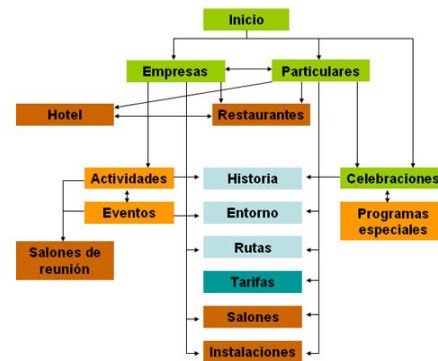 Inicio
Empresas
Particulares
Hotel
Restaurantes
Actividades
Historia
Celebraciones
Eventos
Entorno
Programas
especiales
Salones de
reunión
Rutas
Tarifas
Salones
Instalaciones